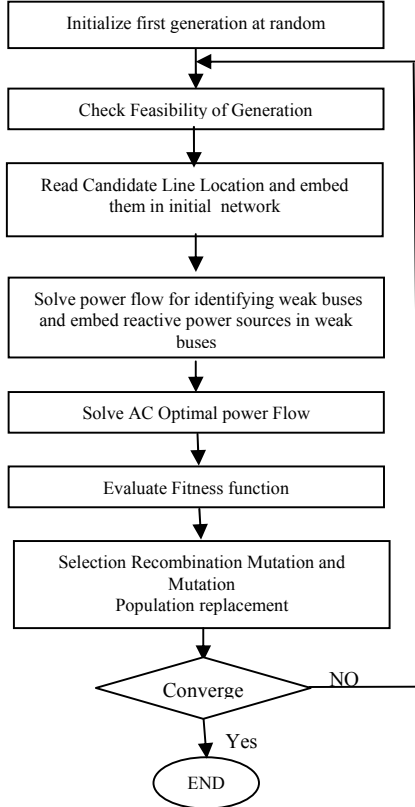 Initialize first generation at random
Check Feasibility of Generation
Read Candidate Line Location and embed
them in initial network
Solve power flow for identifying weak buses
and embed reactive power sources in weak
buses
Solve AC Optimal power Flow
Evaluate Fitness function
Selection Recombination Mutation and
Mutation
Population replacement
Converge
NO
Yes
END